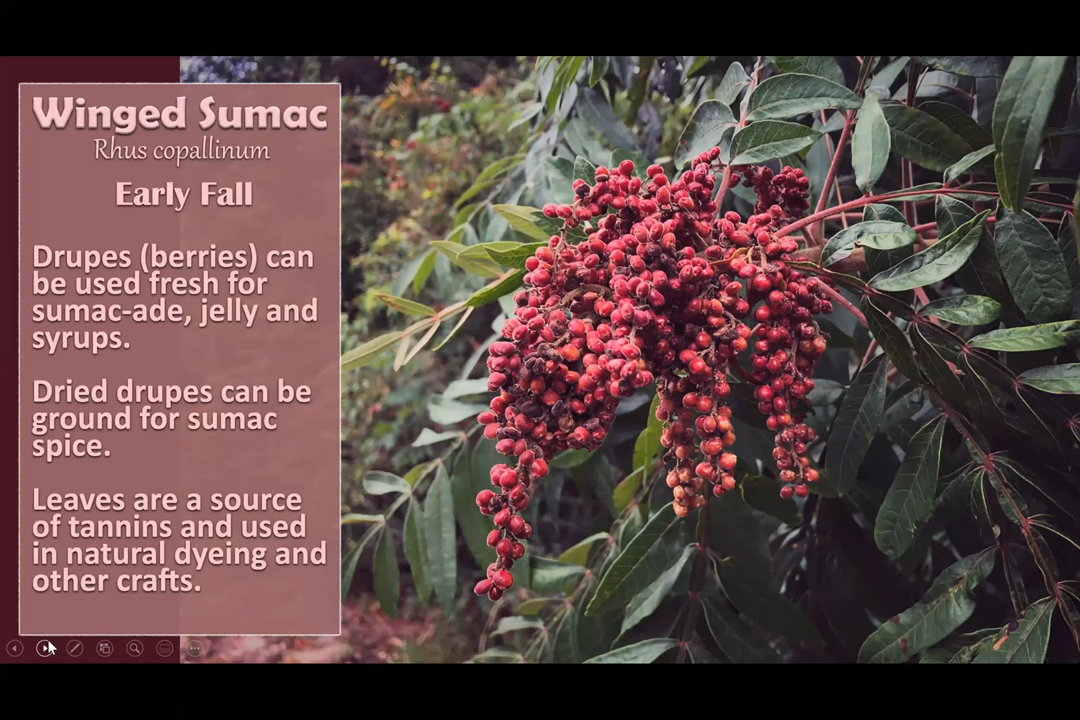 Winged Sumac
Rhus copallinum
Early Fall
Drupes (berries) can
be used fresh for
sumac-ade, jelly and
syrups.
Dried drupes can be
ground for sumac
spice.
Leaves are a source
of tannins and used
in natural dyeing and
other crafts.